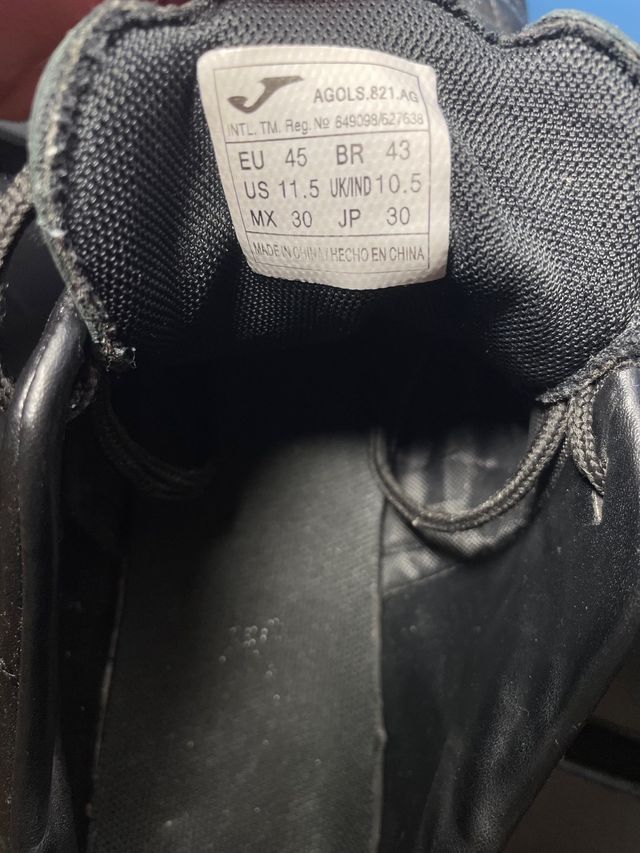 AGOLS.821.AG
INTL. TM. Reg. Nº 649098/627638
EU 45 BR 43
US 11.5 UK/IND 10.5
MX 30 JP 30
MADE IN CHINA / HECHO EN CHINA